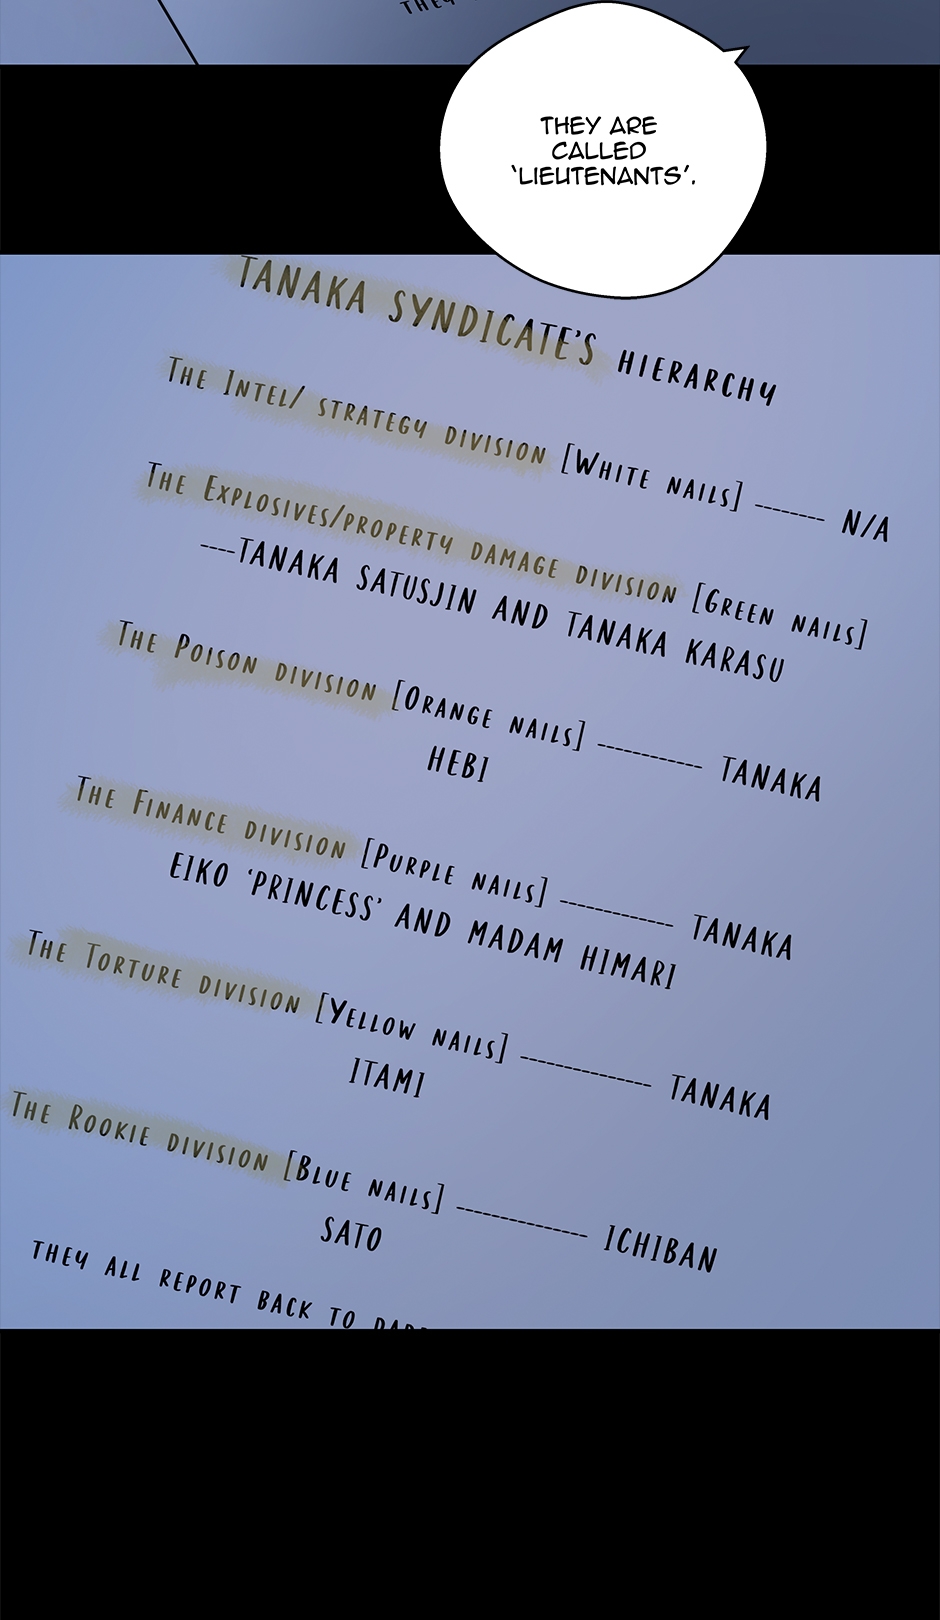 THEY
THEY ARE
CALLED
'LIEUTENANTS'.
TANAKA SYNDICATE'S HIERARCHY
The Intel/ strategy division [White nails] -------- N/A
The Explosives/property damage division [Green nails]
----TANAKA SATUSJIN AND TANAKA KARASU
The Poison division [Orange nails] ------------ TANAKA
HEBI
The Finance division [Purple nails] ------------- TANAKA
EIKO 'PRINCESS' AND MADAM HIMARI
The Torture division [Yellow nails] --------------- TANAKA
ITAMI
The Rookie division [Blue nails] --------------- ICHIBAN
SATO
THEY ALL REPORT BACK TO